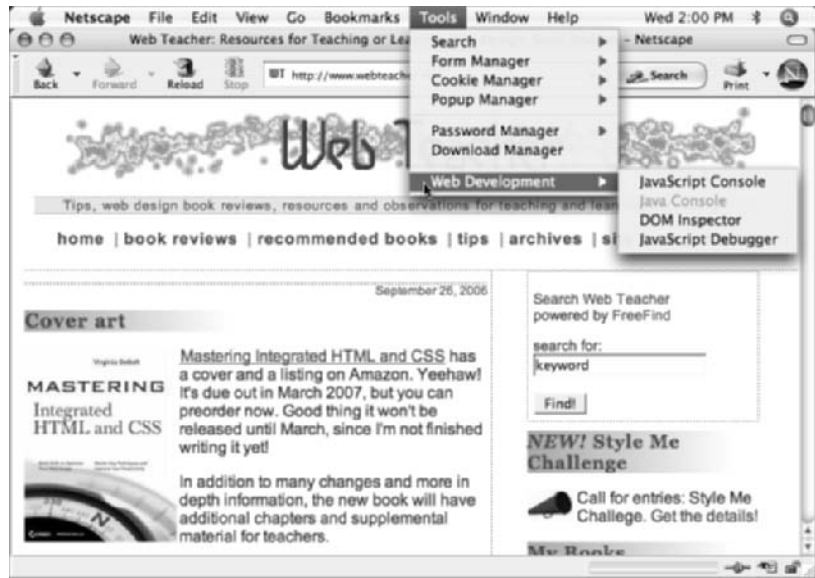 Netscape File Edit View Go Bookmarks Tools Window Help Wed 2:00 PM
Web Teacher: Resources for Teaching or Lea - Netscape
Back Forward Reload Stop http://www.webteach Search Print
Search
Form Manager
Cookie Manager
Popup Manager
Password Manager
Download Manager
Web Development
JavaScript Console
Java Console
DOM Inspector
JavaScript Debugger
Web T
Tips, web design book reviews, resources and observations for teaching and lear
home | book reviews | recommended books | tips | archives | si
September 26, 2006
Cover art
Virginia DeBolt
MASTERING
Integrated
HTML and CSS
Mastering Integrated HTML and CSS has
a cover and a listing on Amazon. Yeehaw!
It's due out in March 2007, but you can
preorder now. Good thing it won't be
released until March, since I'm not finished
writing it yet!
In addition to many changes and more in
depth information, the new book will have
additional chapters and supplemental
material for teachers.
Search Web Teacher
powered by FreeFind
search for:
keyword
Find!
NEW! Style Me
Challenge
Call for entries: Style Me
Challege. Get the details!
My Books